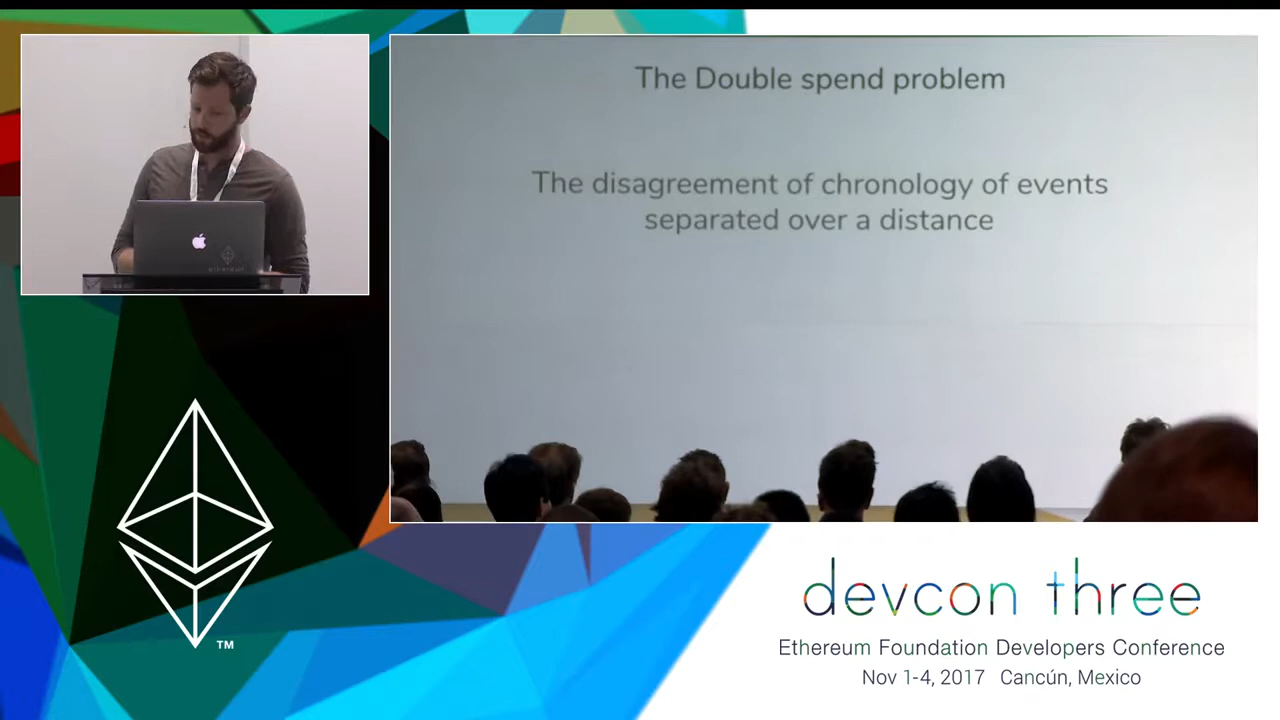 The Double spend problem
The disagreement of chronology of events
separated over a distance
TM
devcon three
Ethereum Foundation Developers Conference
Nov 1-4, 2017 Cancún, Mexico